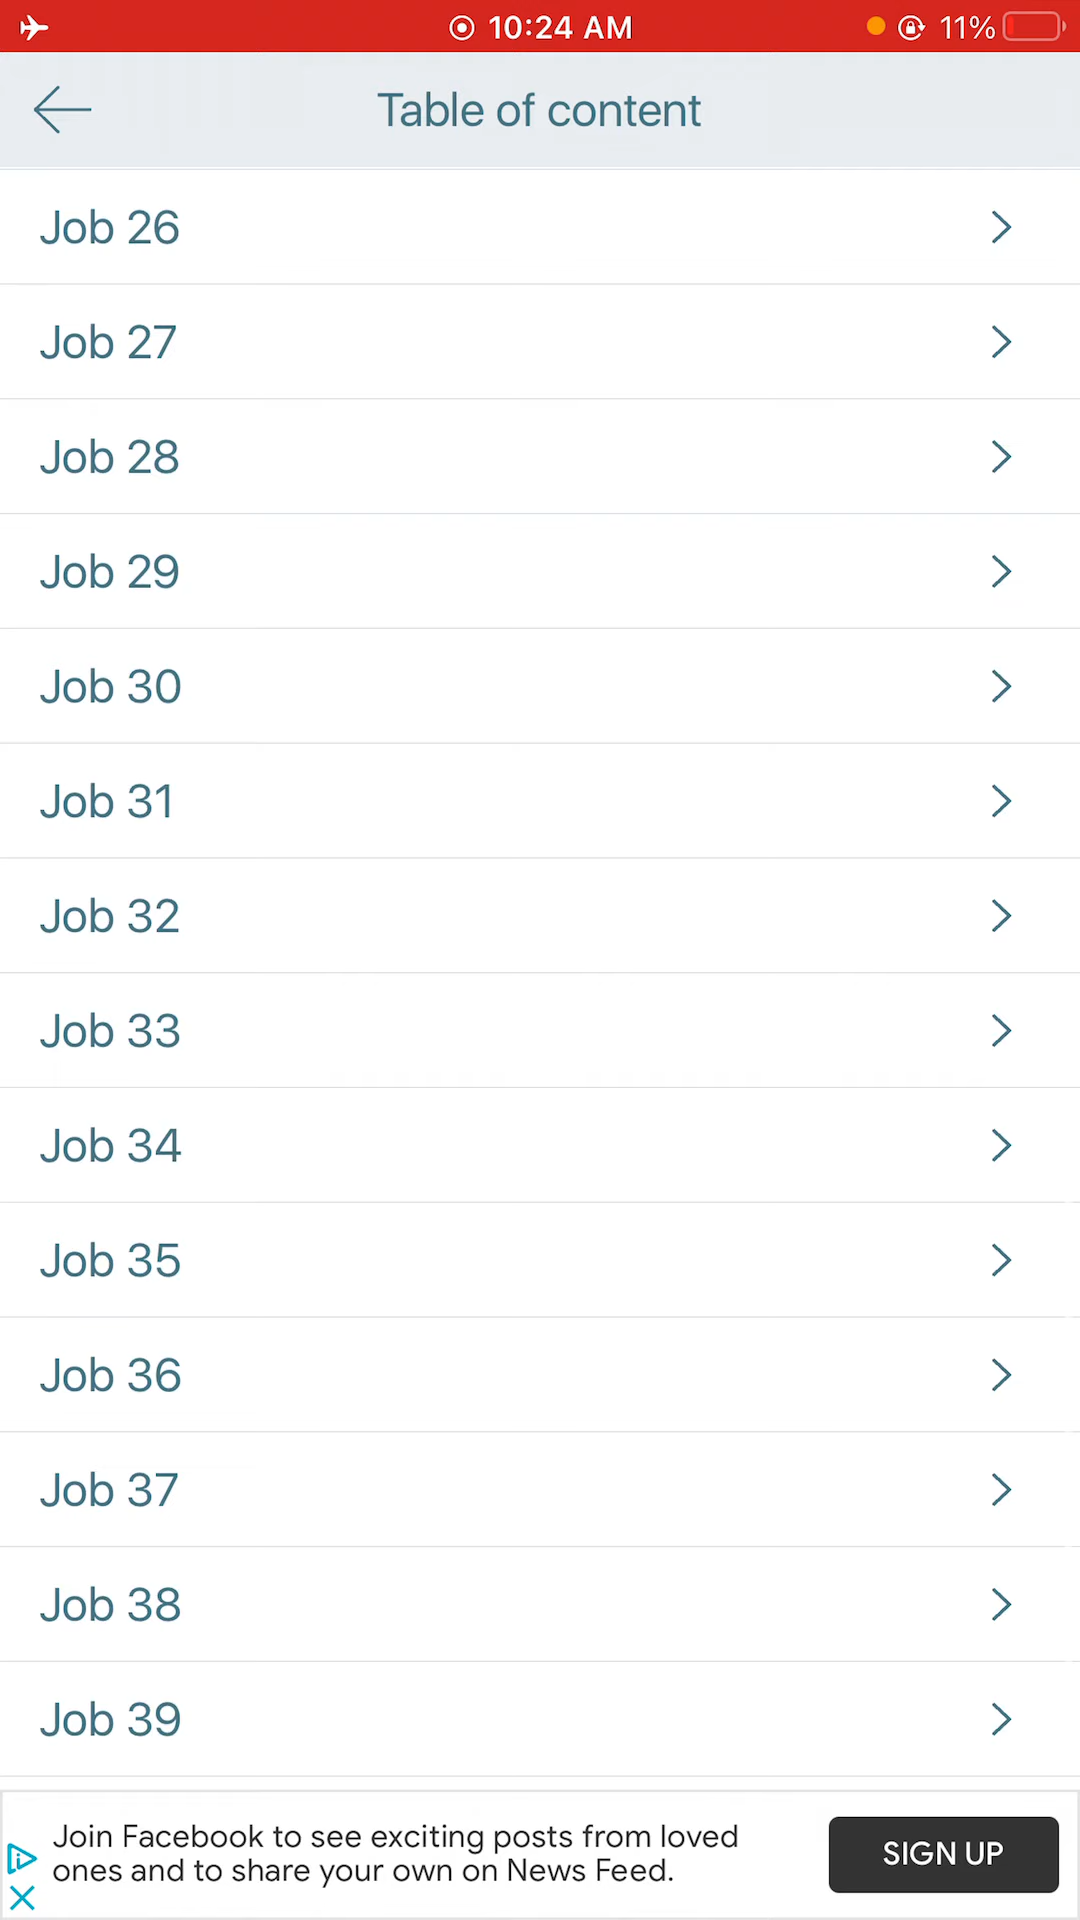 10:24 AM
11%
Table of content
Job 26
Job 27
Job 28
Job 29
Job 30
Job 31
Job 32
Job 33
Job 34
Job 35
Job 36
Job 37
Job 38
Job 39
Join Facebook to see exciting posts from loved
ones and to share your own on News Feed.
SIGN UP